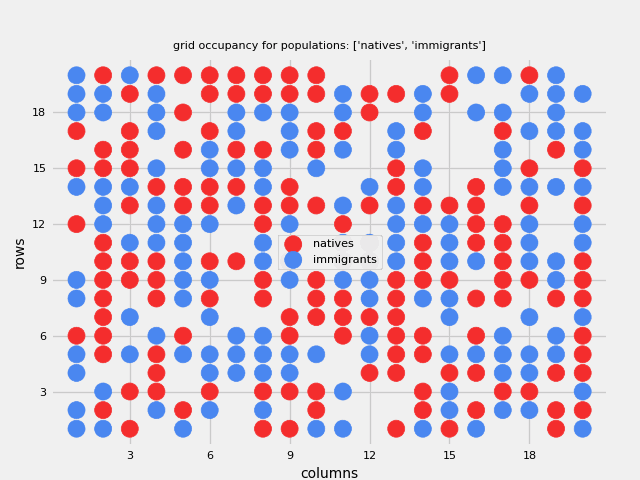 grid occupancy for populations: ['natives', 'immigrants']
18
15
12
9
6
3
rows
natives
immigrants
3 6 9 12 15 18
columns